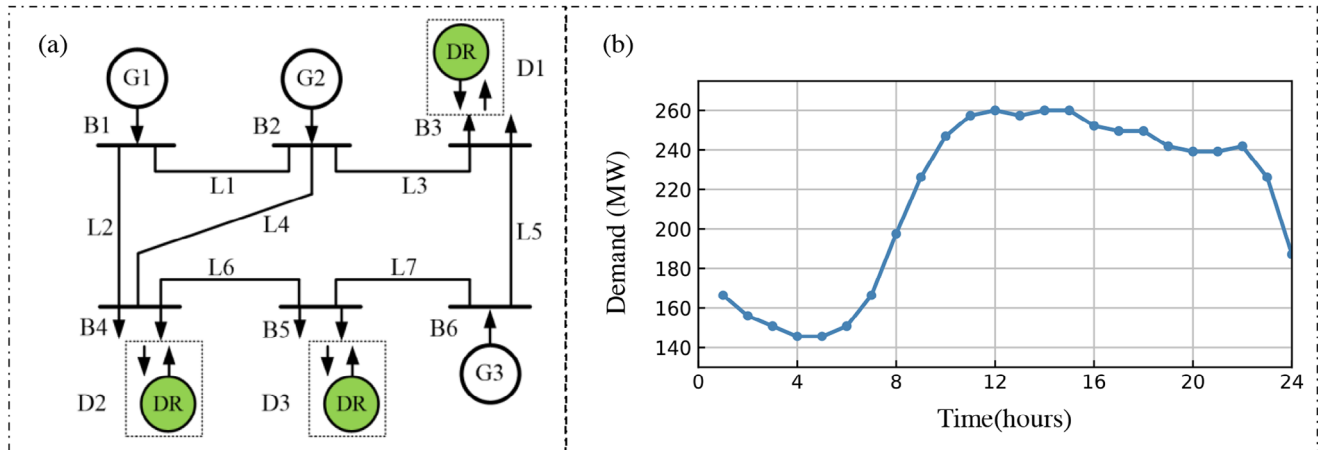 (a)
G1
G2
DR
D1
B1
B2
B3
L1
L3
L2
L4
L5
L6
L7
B4
B5
B6
D2
DR
D3
DR
G3
(b)
Demand (MW)
260
240
220
200
180
160
140
0
4
8
12
16
20
24
Time(hours)